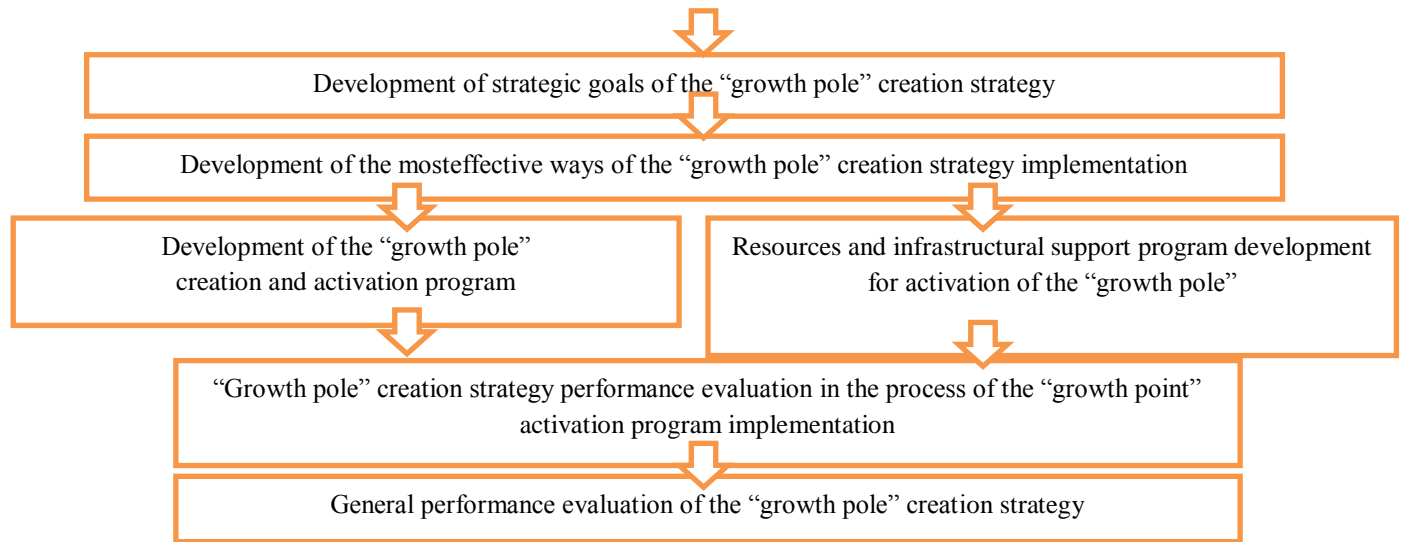 Development of strategic goals of the “growth pole” creation strategy
Development of the mosteffective ways of the “growth pole” creation strategy implementation
Development of the “growth pole”
creation and activation program
Resources and infrastructural support program development
for activation of the “growth pole”
“Growth pole” creation strategy performance evaluation in the process of the “growth point”
activation program implementation
General performance evaluation of the “growth pole” creation strategy